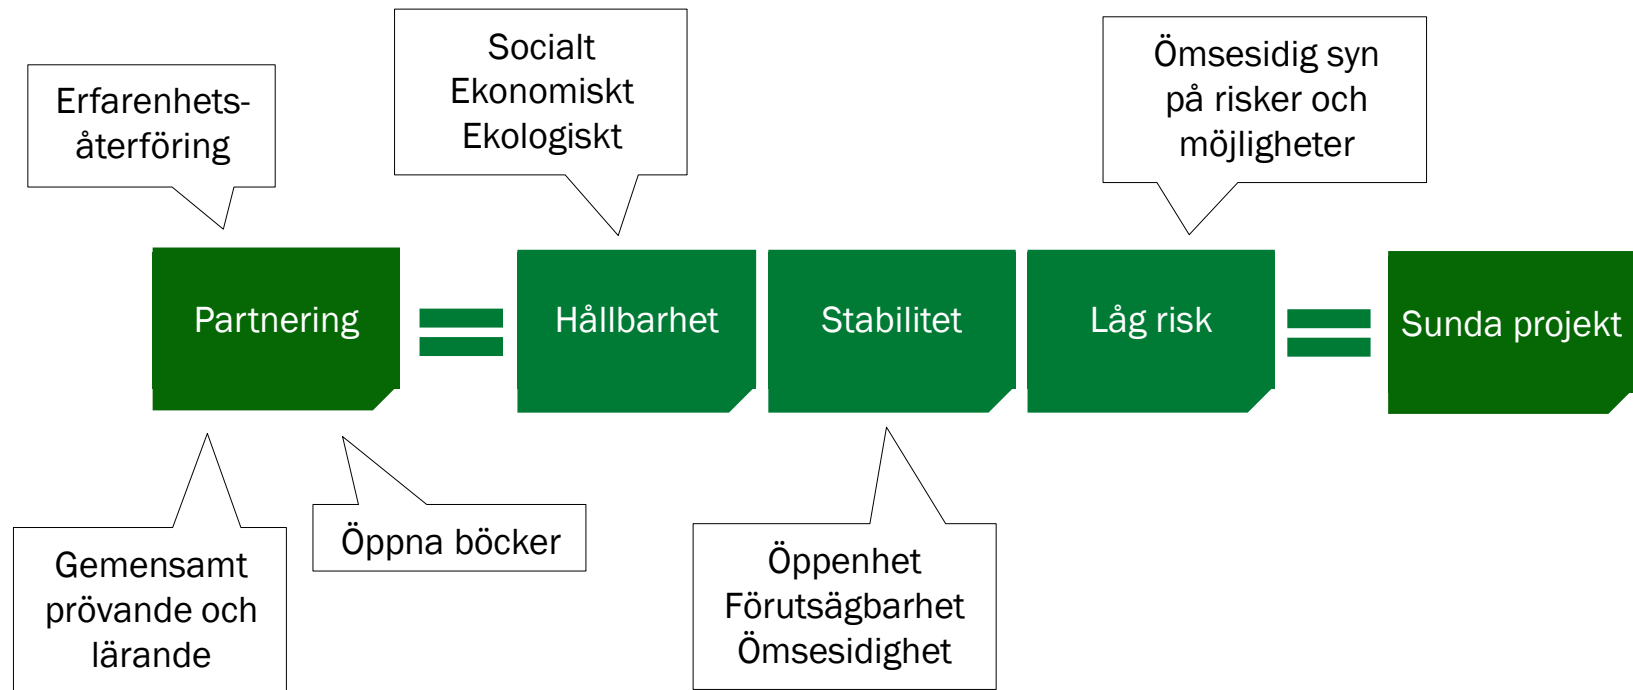 Erfarenhets-
återföring
Socialt
Ekonomiskt
Ekologiskt
Ömsesidig syn
på risker och
möjligheter
Partnering
Hållbarhet
Stabilitet
Låg risk
Sunda projekt
Gemensamt
prövande och
lärande
Öppna böcker
Öppenhet
Förutsägbarhet
Ömsesidighet